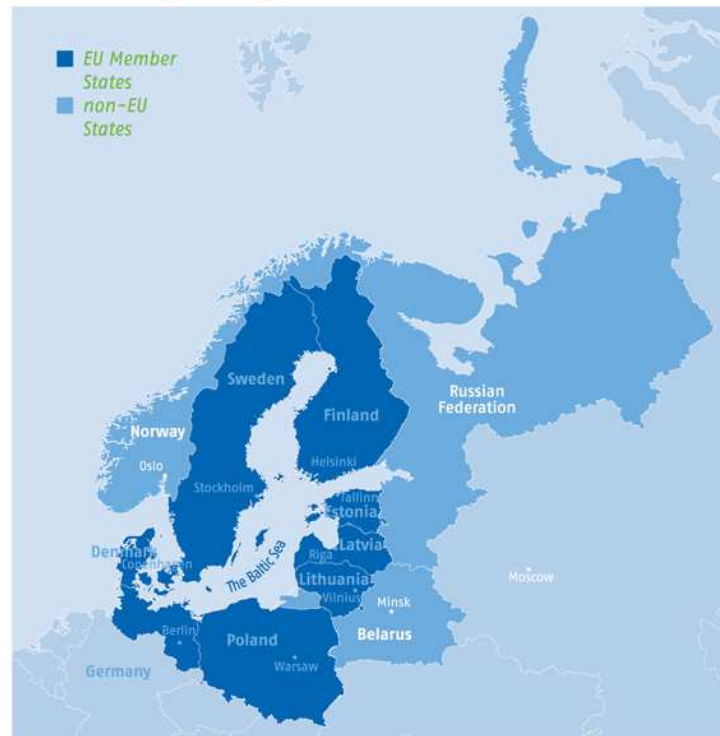 EU Member
States
non-EU
States
Sweden
Finland
Russian
Federation
Norway
Oslo
Helsinki
Stockholm
Tallinn
Estonia
Denmark
Copenhagen
The Baltic Sea
Latvia
Riga
Lithuania
Vilnius
Moscow
Minsk
Belarus
Berlin
Poland
Warsaw
Germany